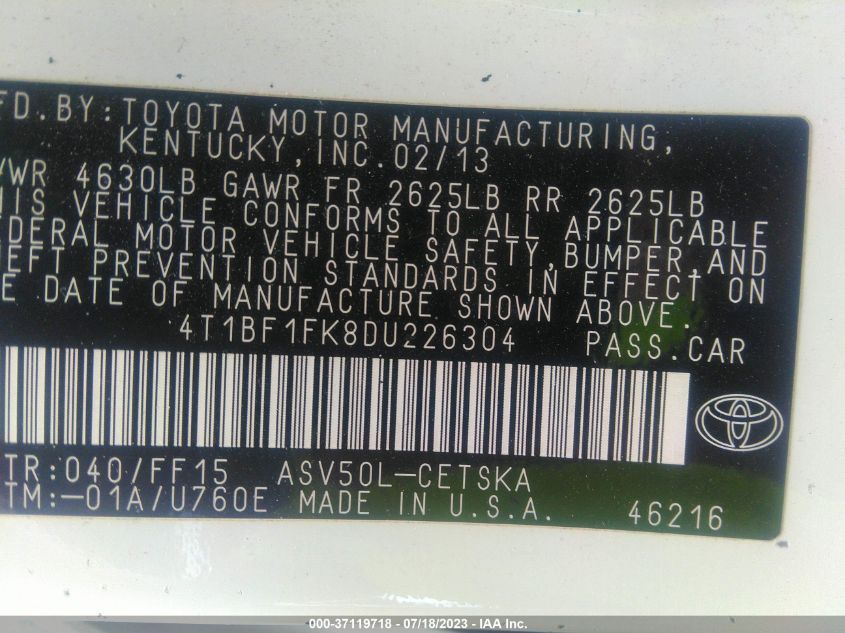 FD. BY: TOYOTA MOTOR MANUFACTURING,
KENTUCKY, INC. 02/13
VWR 4630LB GAWR FR 2625LB RR 2625LB
HIS VEHICLE CONFORMS TO ALL APPLICABLE
DERAL MOTOR VEHICLE SAFETY, BUMPER, AND
HEFT PREVENTION STANDARDS IN EFFECT ON
E DATE OF MANUFACTURE SHOWN ABOVE.
4T1BF1FK8DU226304 PASS. CAR
TR: 040/FF15 ASV50L-CETSKA
TM: -01A/U760E MADE IN U.S.A. 46216
000-37119718 - 07/18/2023 - IAA Inc.